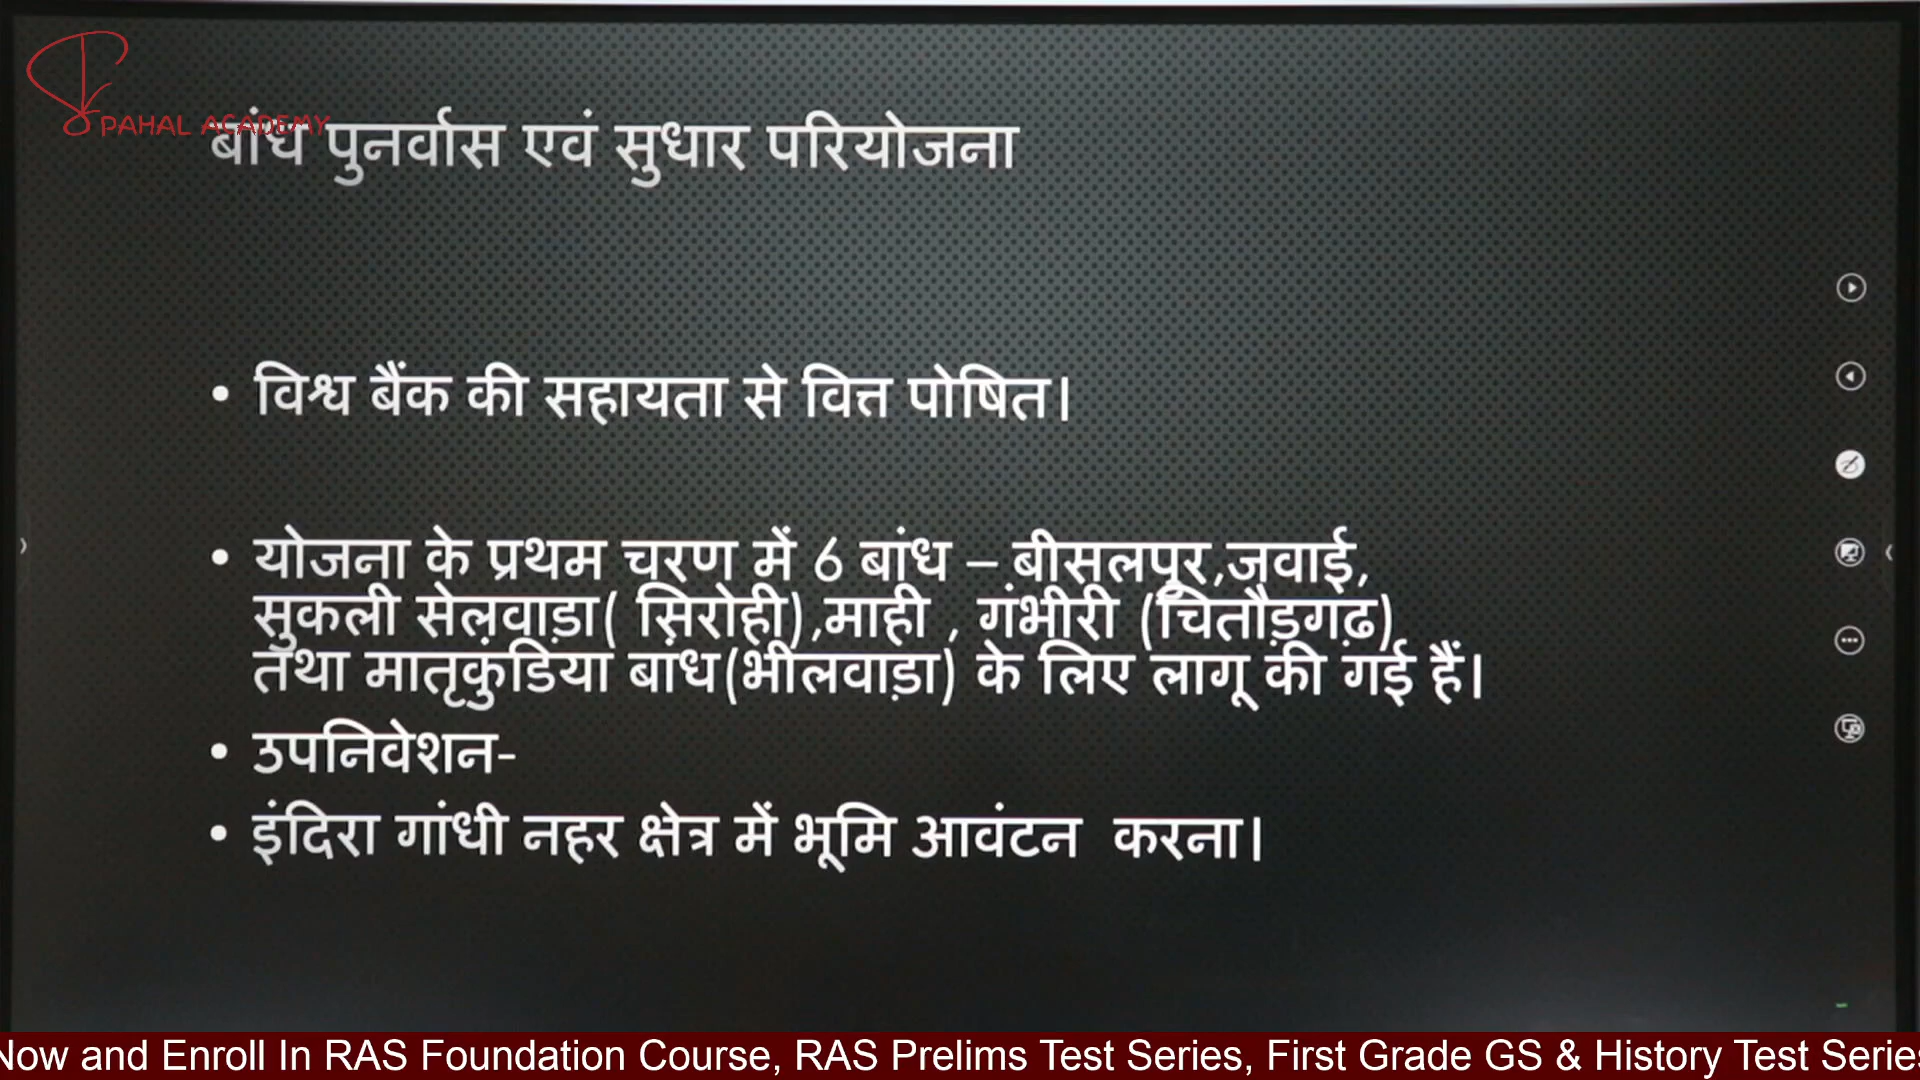 PAHAL ACADEMY
बांध पुनर्वास एवं सुधार परियोजना
• विश्व बैंक की सहायता से वित्त पोषित।
• योजना के प्रथम चरण में 6 बांध – बीसलपूर,जवाई,
सुकली सेल़वाड़ा( सिरोही),माही , गंभीरी (चितौड़गढ़)
तथा मातृकुंडिया बांध(भीलवाड़ा) के लिए लागू की गई हैं।
• उपनिवेशन-
• इंदिरा गांधी नहर क्षेत्र में भूमि आवंटन करना।
Now and Enroll In RAS Foundation Course, RAS Prelims Test Series, First Grade GS & History Test Series